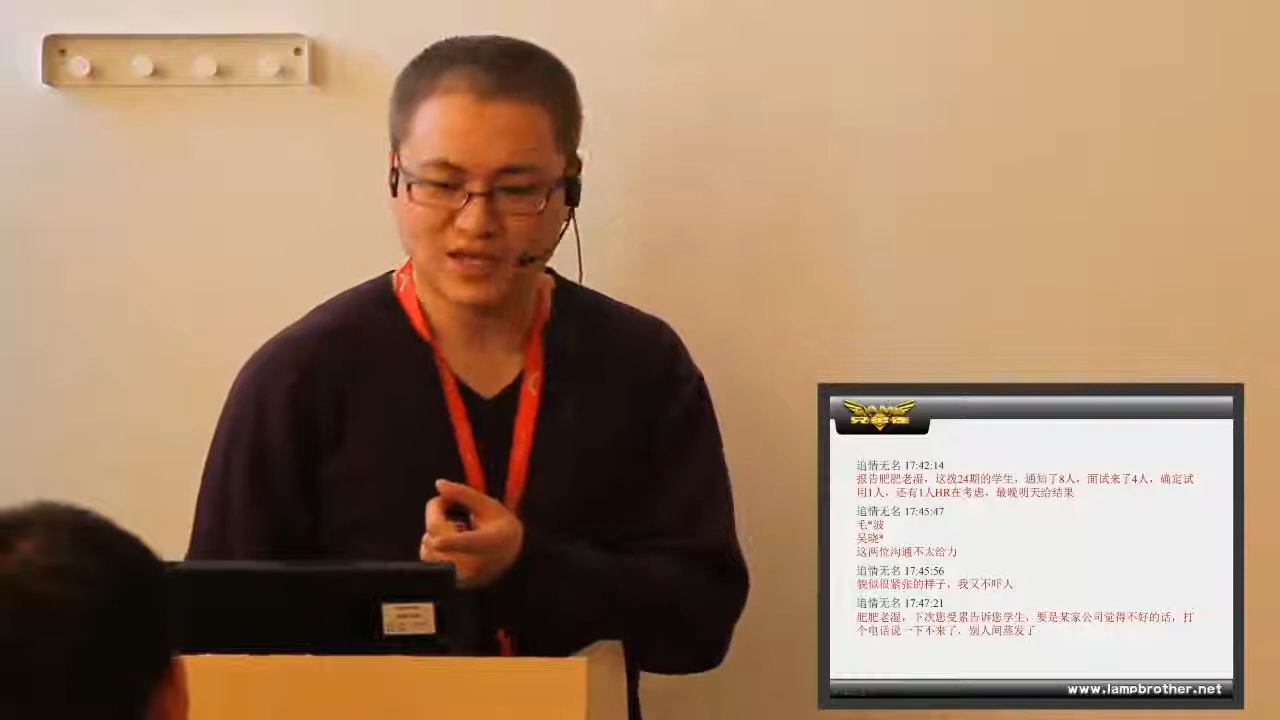 LAMP
兄弟连
追情无名 17:42:14
报告肥肥老湿，这拨24期的学生，通知了8人，面试来了4人，确定试
用1人，还有1人HR在考虑，最晚明天给结果
追情无名 17:45:47
毛*波
吴晓*
这两位沟通不太给力
追情无名 17:45:56
貌似很紧张的样子，我又不吓人
追情无名 17:47:21
肥肥老湿，下次您受累告诉您学生，要是某家公司觉得不好的话，打
个电话说一下不来了，别人间蒸发了
www.lampbrother.net